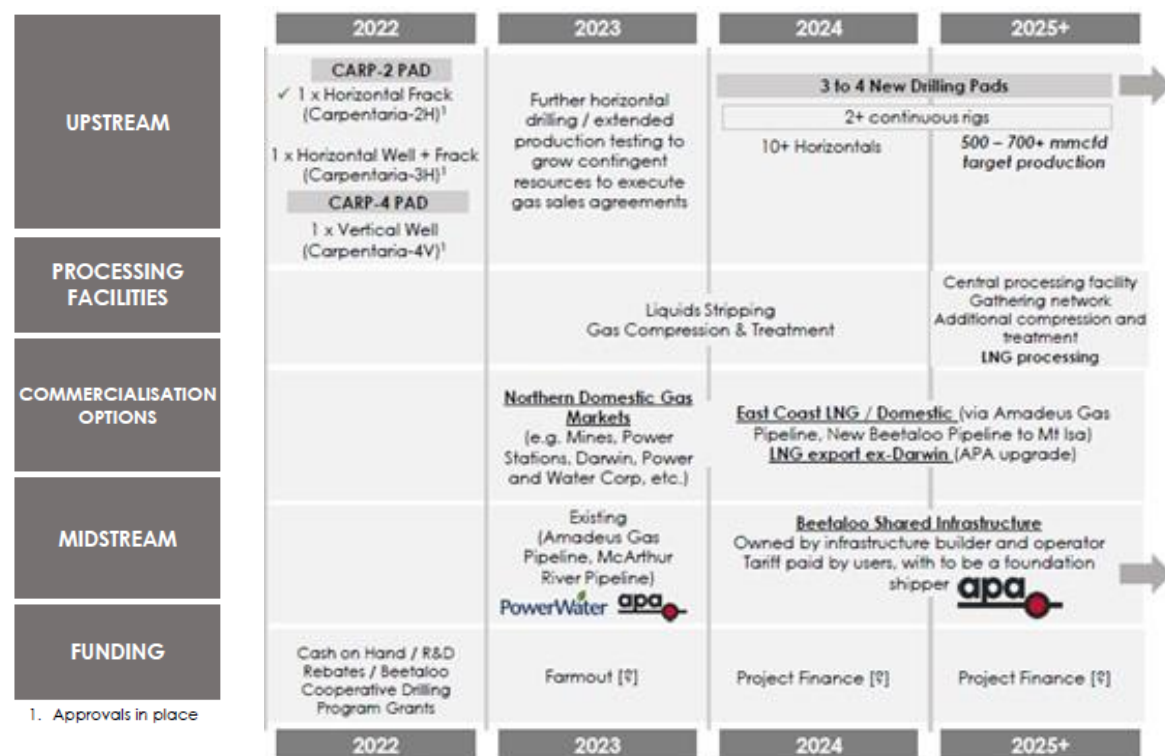 2022
2023
2024
2025+
UPSTREAM
CARP-2 PAD
✓ 1 x Horizontal Frack
(Carpentaria-2H)¹
1 x Horizontal Well + Frack
(Carpentaria-3H)¹
CARP-4 PAD
1 x Vertical Well
(Carpentaria-4V)¹
Further horizontal
drilling / extended
production testing to
grow contingent
resources to execute
gas sales agreements
3 to 4 New Drilling Pads
2+ continuous rigs
10+ Horizontals
500 – 700+ mmcfd
target production
PROCESSING
FACILITIES
Liquids Stripping
Gas Compression & Treatment
Central processing facility
Gathering network
Additional compression and
treatment
LNG processing
COMMERCIALISATION
OPTIONS
Northern Domestic Gas
Markets
(e.g. Mines, Power
Stations, Darwin, Power
and Water Corp, etc.)
East Coast LNG / Domestic (via Amadeus Gas
Pipeline, New Beetaloo Pipeline to Mt Isa)
LNG export ex-Darwin (APA upgrade)
MIDSTREAM
Existing
(Amadeus Gas
Pipeline, McArthur
River Pipeline)
PowerWater apa
Beetaloo Shared Infrastructure
Owned by infrastructure builder and operator
Tariff paid by users, with to be a foundation
shipper apa
FUNDING
Cash on Hand / R&D
Rebates / Beetaloo
Cooperative Drilling
Program Grants
Farmout [?]
Project Finance [?]
Project Finance [?]
1. Approvals in place
2022
2023
2024
2025+